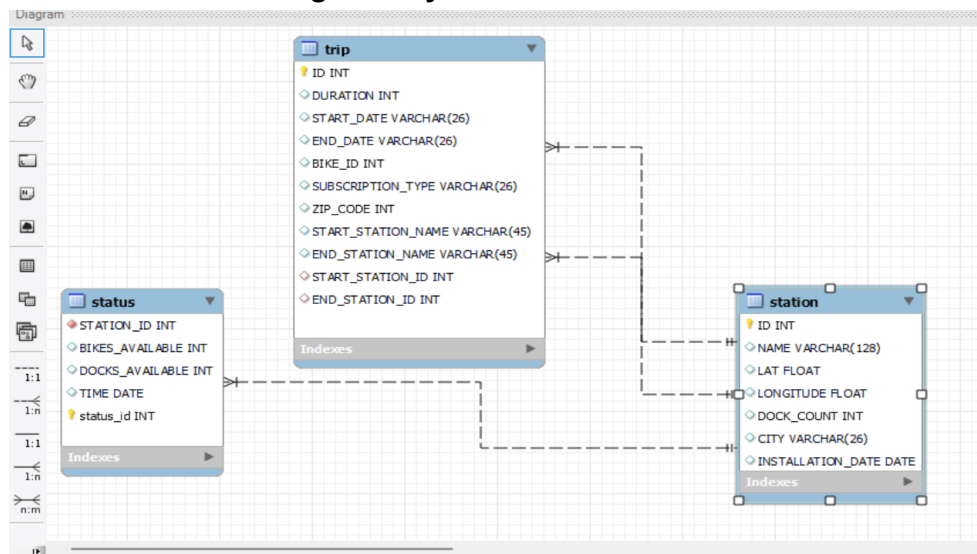 Diagram
trip
ID INT
DURATION INT
START_DATE VARCHAR(26)
END_DATE VARCHAR(26)
BIKE_ID INT
SUBSCRIPTION_TYPE VARCHAR(26)
ZIP_CODE INT
START_STATION_NAME VARCHAR(45)
END_STATION_NAME VARCHAR(45)
START_STATION_ID INT
END_STATION_ID INT
Indexes
status
STATION_ID INT
BIKES_AVAILABLE INT
DOCKS_AVAILABLE INT
TIME DATE
status_id INT
Indexes
station
ID INT
NAME VARCHAR(128)
LAT FLOAT
LONGITUDE FLOAT
DOCK_COUNT INT
CITY VARCHAR(26)
INSTALLATION_DATE DATE
Indexes
1:1
1:n
1:1
1:n
n:m